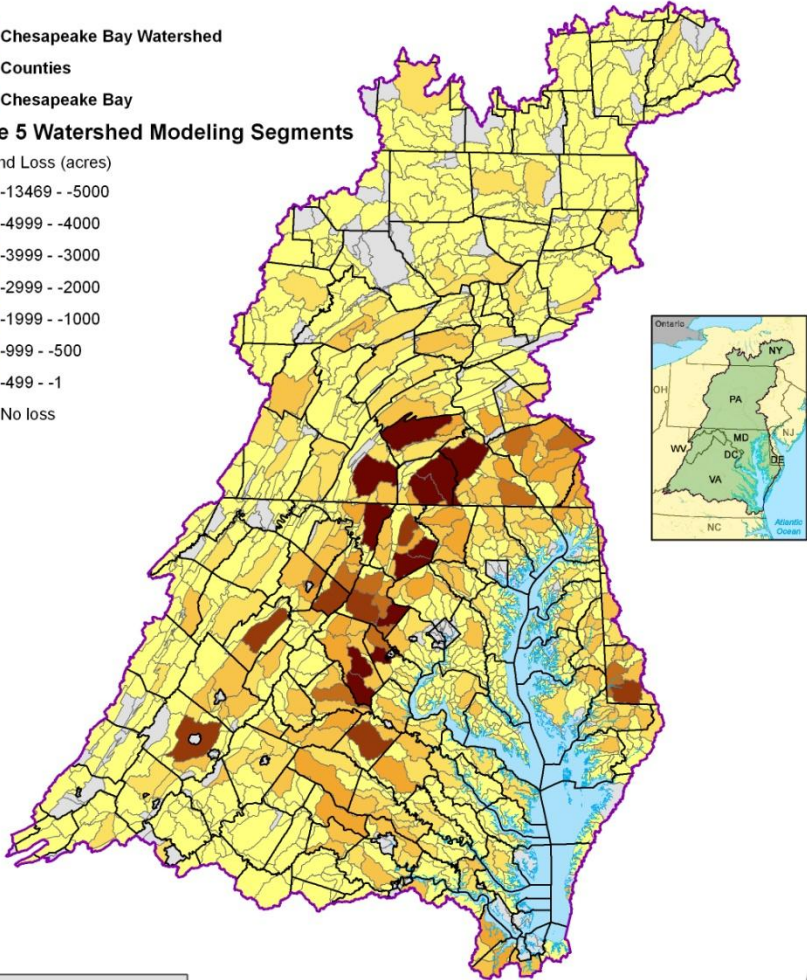 Chesapeake Bay Watershed
Counties
Chesapeake Bay
e 5 Watershed Modeling Segments
nd Loss (acres)
-13469 - -5000
-4999 - -4000
-3999 - -3000
-2999 - -2000
-1999 - -1000
-999 - -500
-499 - -1
No loss
Ontario
NY
OH
PA
NJ
MD
WV
DC
DE
VA
NC
Atlantic
Ocean